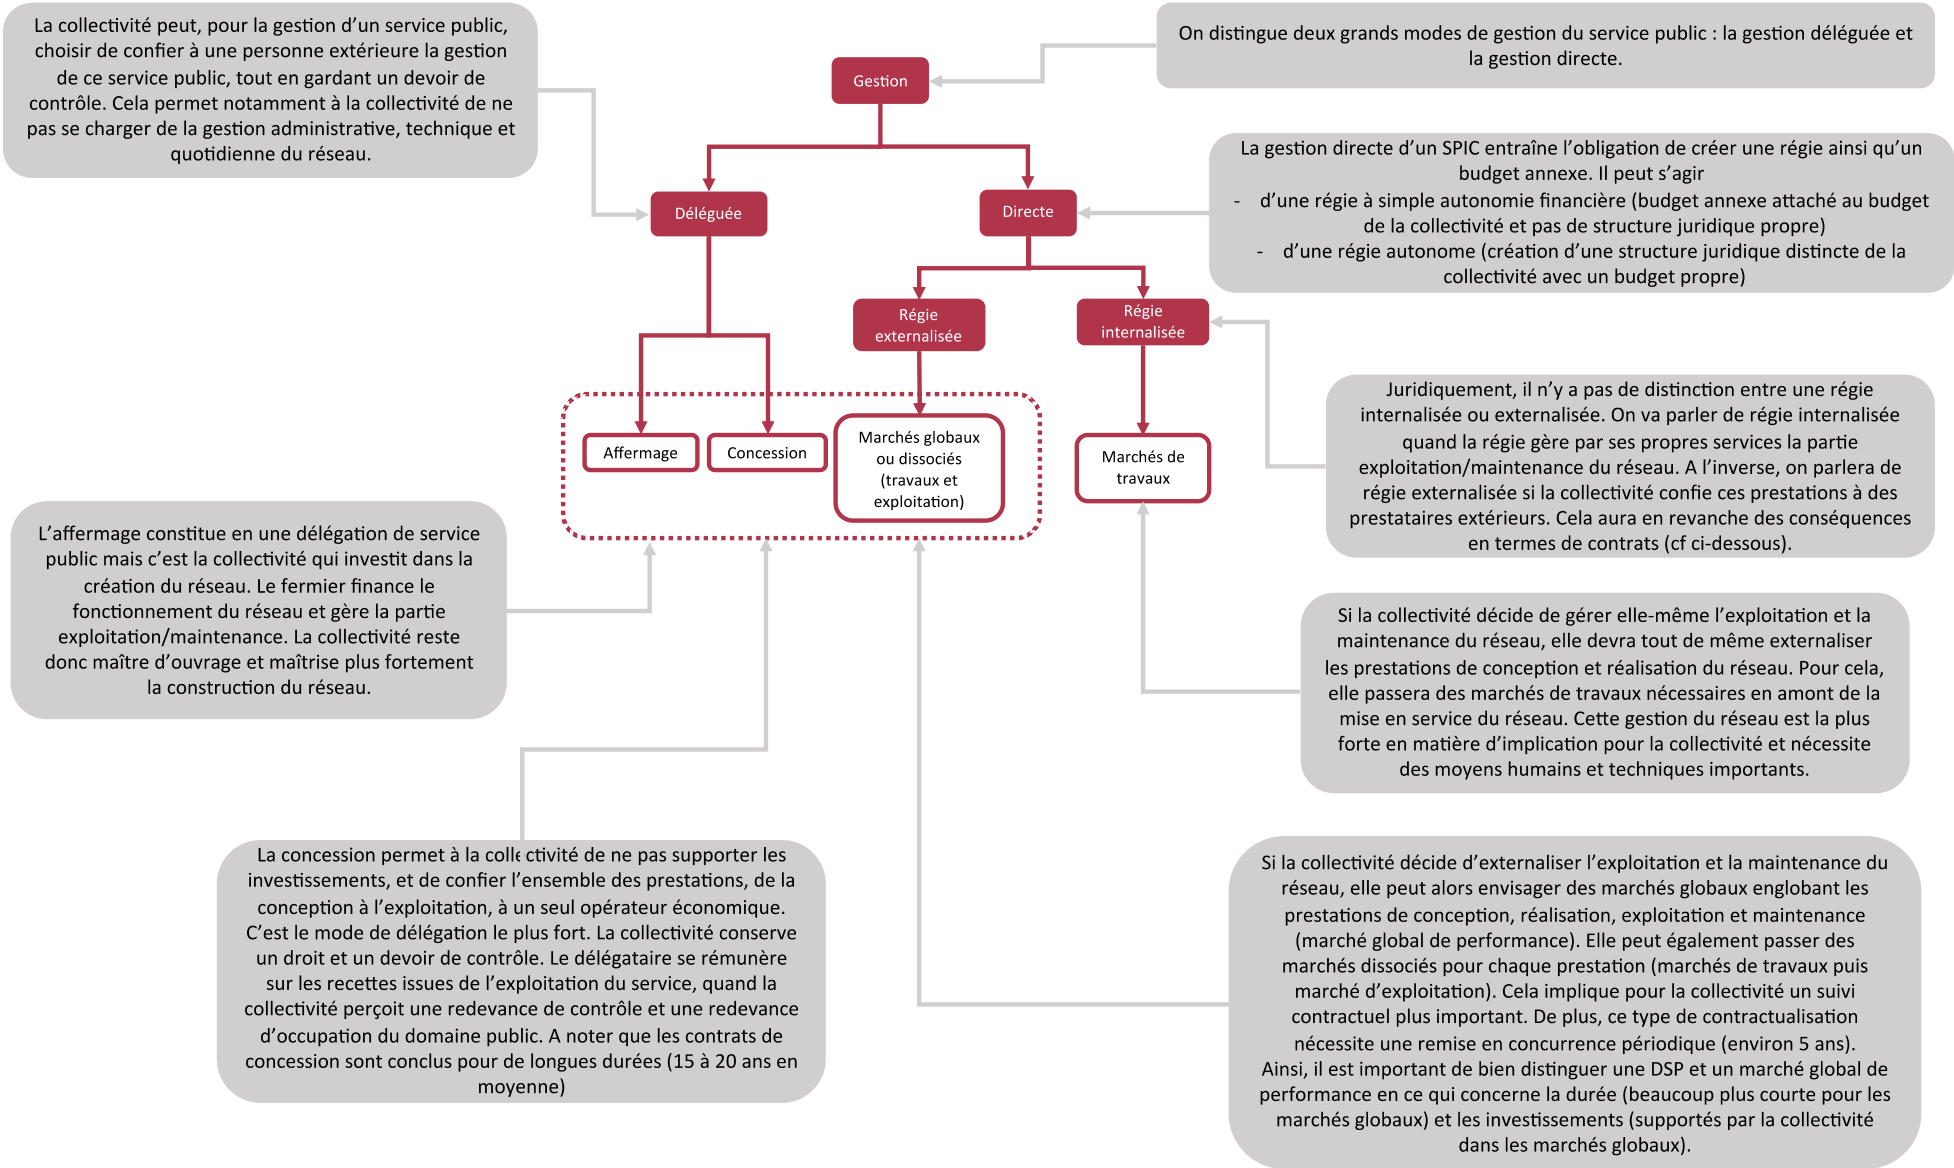 La collectivité peut, pour la gestion d’un service public,
choisir de confier à une personne extérieure la gestion
de ce service public, tout en gardant un devoir de
contrôle. Cela permet notamment à la collectivité de ne
pas se charger de la gestion administrative, technique et
quotidienne du réseau.
On distingue deux grands modes de gestion du service public : la gestion déléguée et
la gestion directe.
Gestion
La gestion directe d’un SPIC entraîne l’obligation de créer une régie ainsi qu’un
budget annexe. Il peut s’agir
- d’une régie à simple autonomie financière (budget annexe attaché au budget
de la collectivité et pas de structure juridique propre)
- d’une régie autonome (création d’une structure juridique distincte de la
collectivité avec un budget propre)
Déléguée
Directe
Régie
externalisée
Régie
internalisée
Juridiquement, il n’y a pas de distinction entre une régie
internalisée ou externalisée. On va parler de régie internalisée
quand la régie gère par ses propres services la partie
exploitation/maintenance du réseau. A l’inverse, on parlera de
régie externalisée si la collectivité confie ces prestations à des
prestataires extérieurs. Cela aura en revanche des conséquences
en termes de contrats (cf ci-dessous).
Affermage
Concession
Marchés globaux
ou dissociés
(travaux et
exploitation)
Marchés de
travaux
L’affermage constitue en une délégation de service
public mais c’est la collectivité qui investit dans la
création du réseau. Le fermier finance le
fonctionnement du réseau et gère la partie
exploitation/maintenance. La collectivité reste
donc maître d’ouvrage et maîtrise plus fortement
la construction du réseau.
Si la collectivité décide de gérer elle-même l’exploitation et la
maintenance du réseau, elle devra tout de même externaliser
les prestations de conception et réalisation du réseau. Pour cela,
elle passera des marchés de travaux nécessaires en amont de la
mise en service du réseau. Cette gestion du réseau est la plus
forte en matière d’implication pour la collectivité et nécessite
des moyens humains et techniques importants.
La concession permet à la collectivité de ne pas supporter les
investissements, et de confier l’ensemble des prestations, de la
conception à l’exploitation, à un seul opérateur économique.
C’est le mode de délégation le plus fort. La collectivité conserve
un droit et un devoir de contrôle. Le délégataire se rémunère
sur les recettes issues de l’exploitation du service, quand la
collectivité perçoit une redevance de contrôle et une redevance
d’occupation du domaine public. A noter que les contrats de
concession sont conclus pour de longues durées (15 à 20 ans en
moyenne)
Si la collectivité décide d’externaliser l’exploitation et la maintenance du
réseau, elle peut alors envisager des marchés globaux englobant les
prestations de conception, réalisation, exploitation et maintenance
(marché global de performance). Elle peut également passer des
marchés dissociés pour chaque prestation (marchés de travaux puis
marché d’exploitation). Cela implique pour la collectivité un suivi
contractuel plus important. De plus, ce type de contractualisation
nécessite une remise en concurrence périodique (environ 5 ans).
Ainsi, il est important de bien distinguer une DSP et un marché global de
performance en ce qui concerne la durée (beaucoup plus courte pour les
marchés globaux) et les investissements (supportés par la collectivité
dans les marchés globaux).